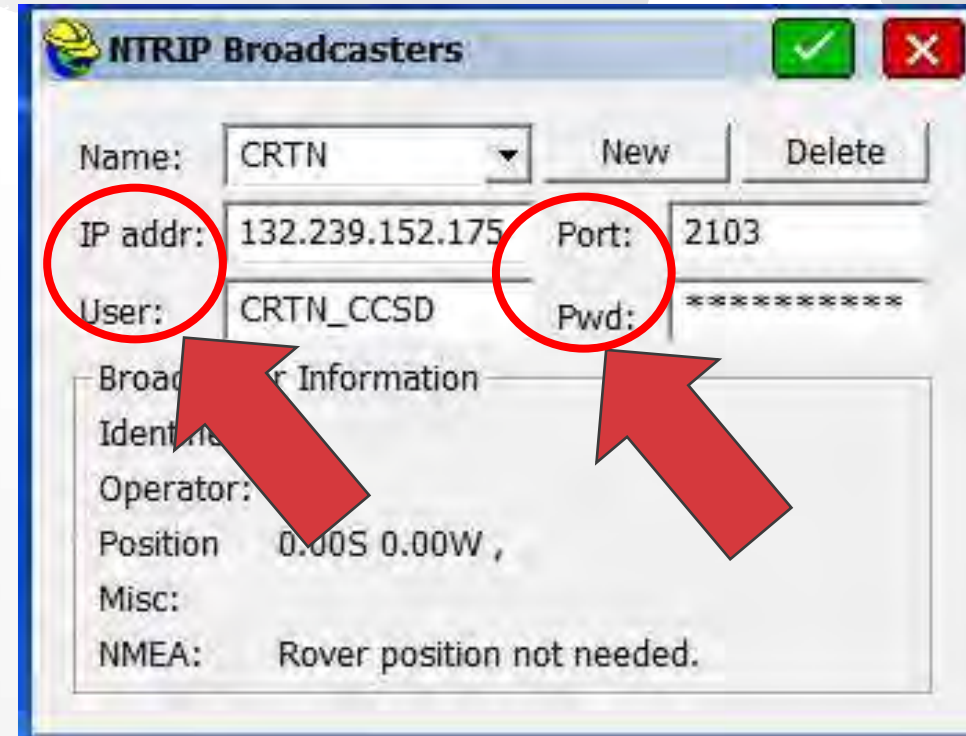 NTRIP Broadcasters
Name: CRTN New Delete
IP addr: 132.239.152.175 Port: 2103
User: CRTN_CCSD Pwd: **********
Information
Operator:
Position 0.00S 0.00W ,
Misc:
NMEA: Rover position not needed.